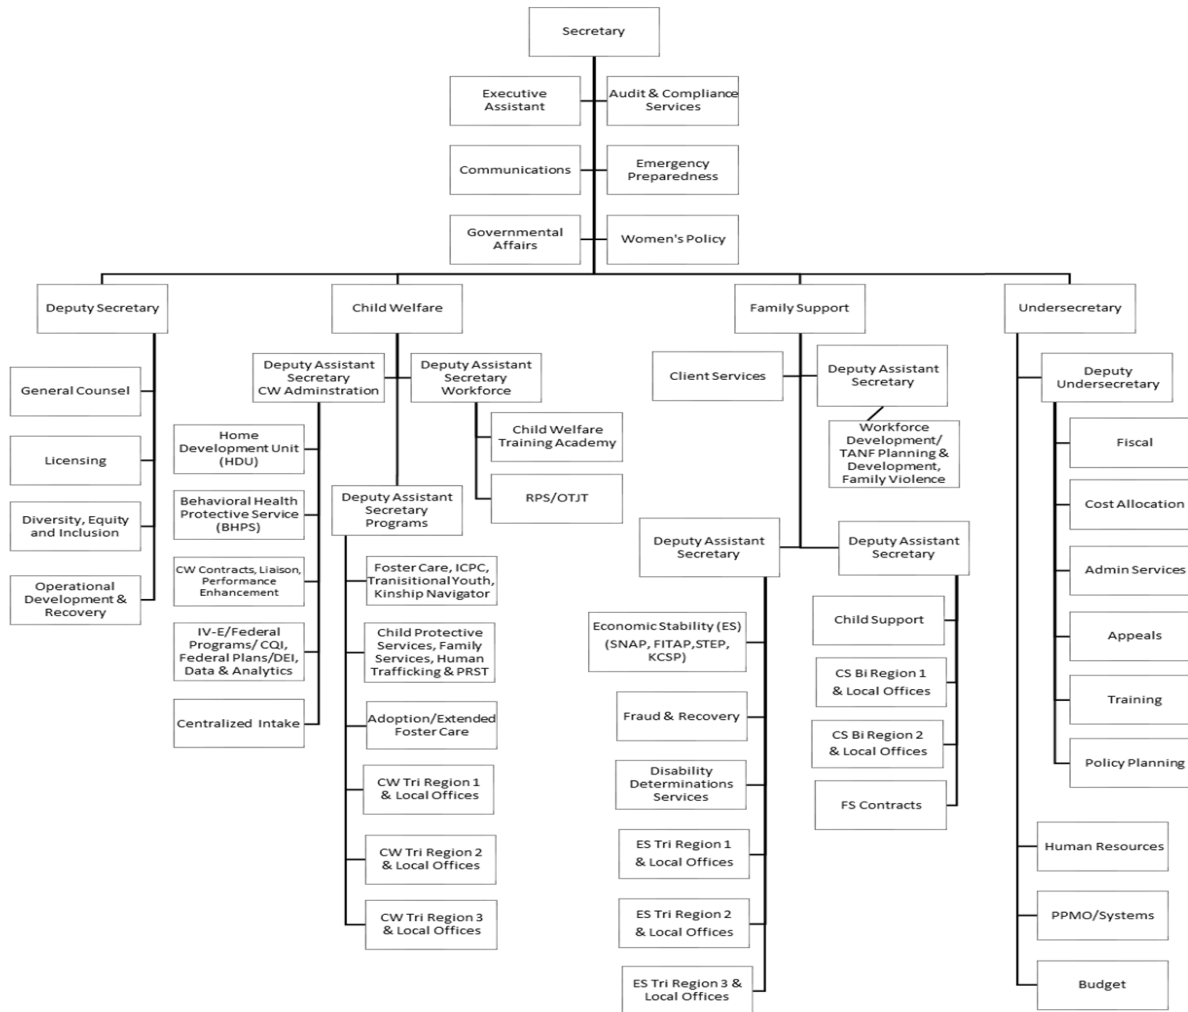 Secretary
Executive
Assistant
Audit & Compliance
Services
Communications
Emergency
Preparedness
Governmental
Affairs
Women's Policy
Deputy Secretary
Child Welfare
Family Support
Undersecretary
General Counsel
Licensing
Diversity, Equity
and Inclusion
Operational
Development &
Recovery
Deputy Assistant
Secretary
CW Adminstration
Home
Development Unit
(HDU)
Behavioral Health
Protective Service
(BHPS)
CW Contracts, Liaison,
Performance
Enhancement
IV-E/Federal
Programs/ CQI,
Federal Plans/DEI,
Data & Analytics
Centralized Intake
Deputy Assistant
Secretary
Workforce
Child Welfare
Training Academy
RPS/OTJT
Deputy Assistant
Secretary
Programs
Foster Care, ICPC,
Tranisitional Youth,
Kinship Navigator
Child Protective
Services, Family
Services, Human
Trafficking & PRST
Adoption/Extended
Foster Care
CW Tri Region 1
& Local Offices
CW Tri Region 2
& Local Offices
CW Tri Region 3
& Local Offices
Client Services
Deputy Assistant
Secretary
Workforce
Development/
TANF Planning &
Development,
Family Violence
Deputy Assistant
Secretary
Economic Stability (ES)
(SNAP, FITAP,STEP,
KCSP)
Fraud & Recovery
Disability
Determinations
Services
ES Tri Region 1
& Local Offices
ES Tri Region 2
& Local Offices
ES Tri Region 3 &
Local Offices
Deputy Assistant
Secretary
Child Support
CS Bi Region 1
& Local Offices
CS Bi Region 2
& Local Offices
FS Contracts
Deputy
Undersecretary
Fiscal
Cost Allocation
Admin Services
Appeals
Training
Policy Planning
Human Resources
PPMO/Systems
Budget